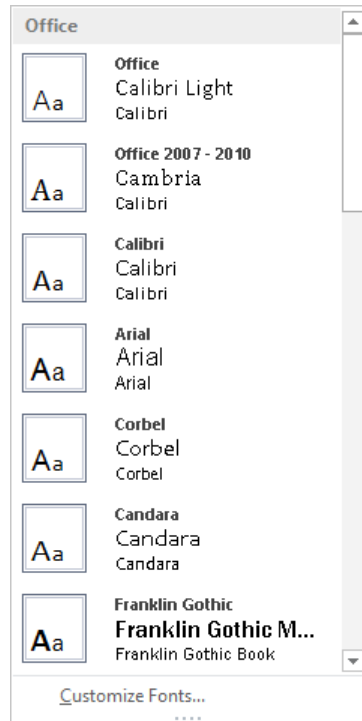 Office
Aa
Office
Calibri Light
Calibri
Aa
Office 2007 - 2010
Cambria
Calibri
Aa
Calibri
Calibri
Calibri
Aa
Arial
Arial
Arial
Aa
Corbel
Corbel
Corbel
Aa
Candara
Candara
Candara
Aa
Franklin Gothic
Franklin Gothic M...
Franklin Gothic Book
Customize Fonts...